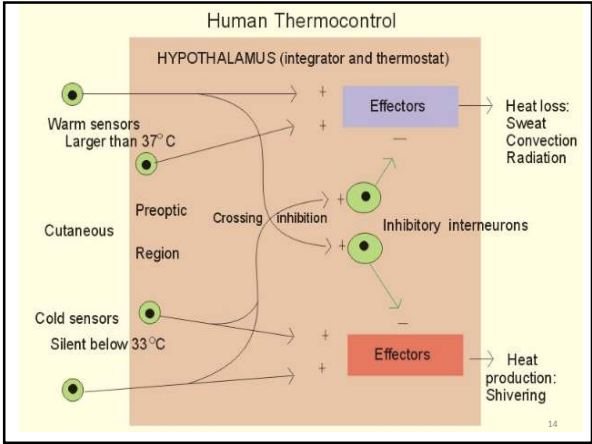 Human Thermocontrol
HYPOTHALAMUS (integrator and thermostat)
+
Effectors
Heat loss:
Sweat
Convection
Radiation
Warm sensors
Larger than 37°C
+
—
Preoptic
Crossing inhibition
+
Inhibitory interneurons
Cutaneous
Region
+
Cold sensors
Silent below 33°C
—
+
Effectors
+
Heat
production:
Shivering
14